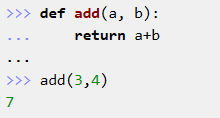 >>> def add(a, b):
...     return a+b
...
>>> add(3,4)
7